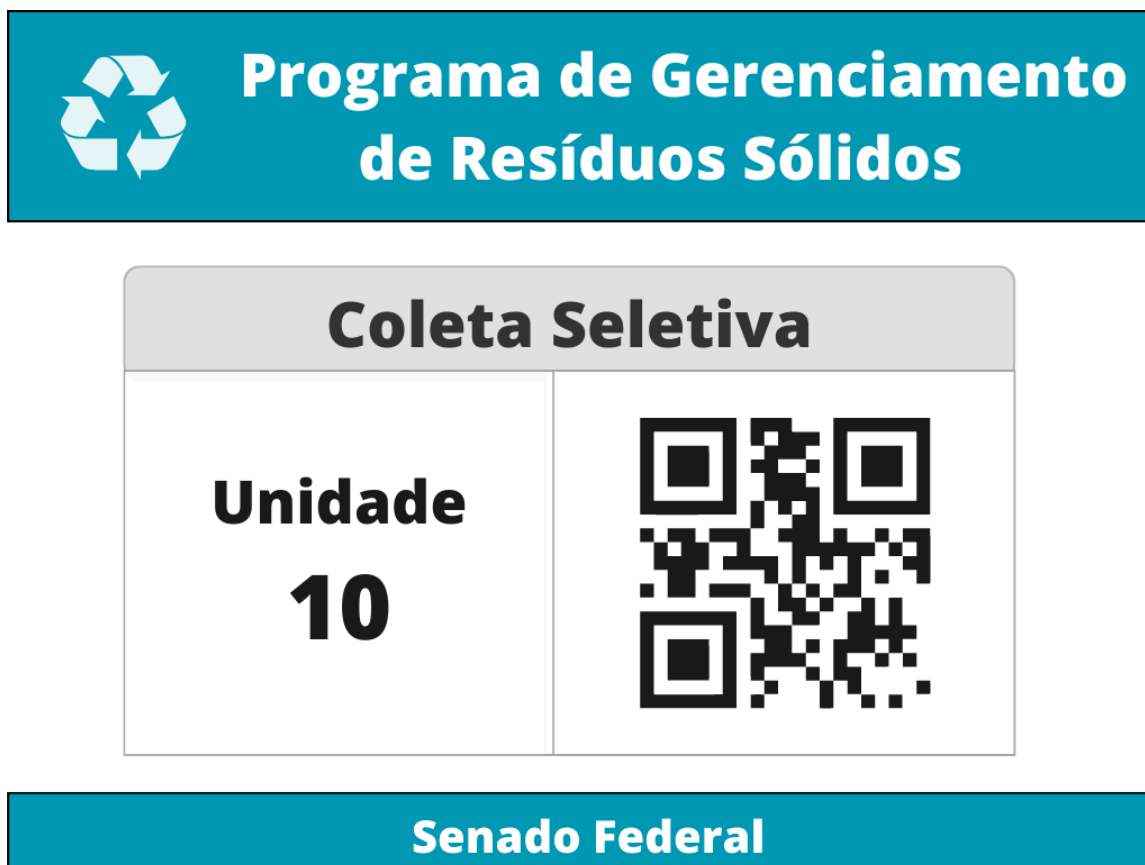 Programa de Gerenciamento
de Resíduos Sólidos
Coleta Seletiva
Unidade
10
Senado Federal